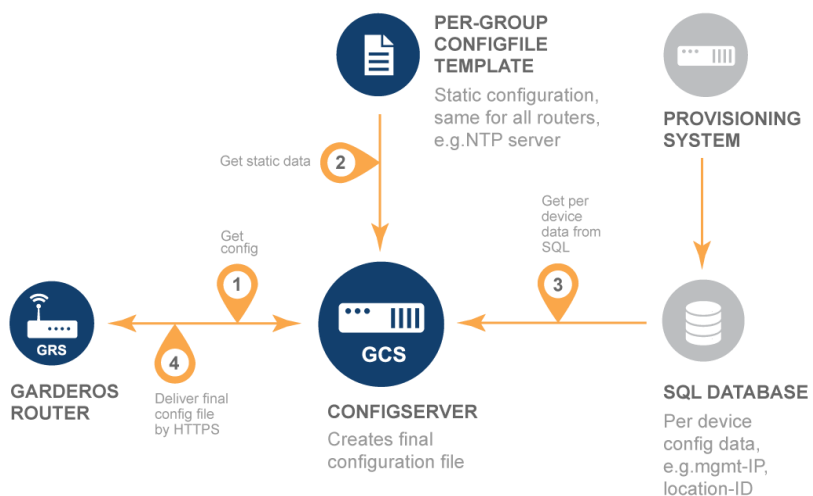 PER-GROUP
CONFIGFILE
TEMPLATE
Static configuration,
same for all routers,
e.g.NTP server
PROVISIONING
SYSTEM
Get static data
2
Get per
device
data from
SQL
3
Get
config
1
GRS
GARDEROS
ROUTER
4
Deliver final
config file
by HTTPS
GCS
CONFIGSERVER
Creates final
configuration file
SQL DATABASE
Per device
config data,
e.g.mgmt-IP,
location-ID